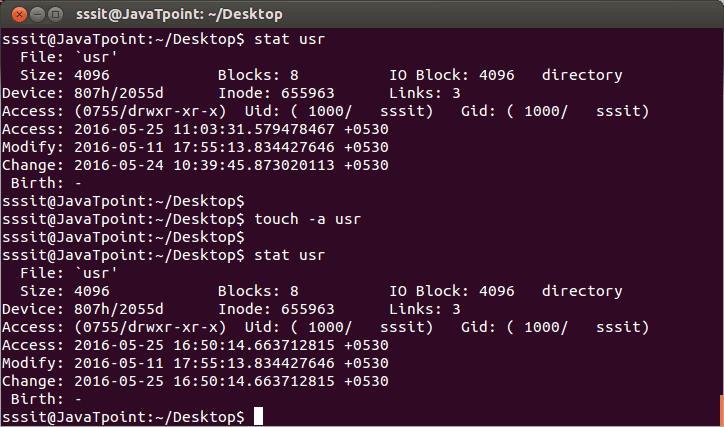 sssit@JavaTpoint: ~/Desktop
sssit@JavaTpoint:~/Desktop$ stat usr
  File: `usr'
  Size: 4096            Blocks: 8          IO Block: 4096   directory
Device: 807h/2055d      Inode: 655963      Links: 3
Access: (0755/drwxr-xr-x)  Uid: ( 1000/   sssit)   Gid: ( 1000/   sssit)
Access: 2016-05-25 11:03:31.579478467 +0530
Modify: 2016-05-11 17:55:13.834427646 +0530
Change: 2016-05-24 10:39:45.873020113 +0530
 Birth: -
sssit@JavaTpoint:~/Desktop$
sssit@JavaTpoint:~/Desktop$ touch -a usr
sssit@JavaTpoint:~/Desktop$
sssit@JavaTpoint:~/Desktop$ stat usr
  File: `usr'
  Size: 4096            Blocks: 8          IO Block: 4096   directory
Device: 807h/2055d      Inode: 655963      Links: 3
Access: (0755/drwxr-xr-x)  Uid: ( 1000/   sssit)   Gid: ( 1000/   sssit)
Access: 2016-05-25 16:50:14.663712815 +0530
Modify: 2016-05-11 17:55:13.834427646 +0530
Change: 2016-05-25 16:50:14.663712815 +0530
 Birth: -
sssit@JavaTpoint:~/Desktop$